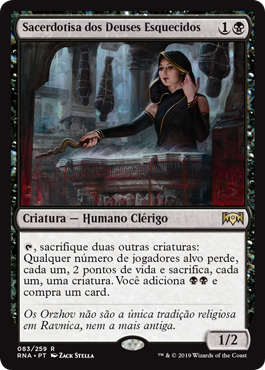 Sacerdotisa dos Deuses Esquecidos 1
Criatura — Humano Clérigo
, sacrifique duas outras criaturas:
Qualquer número de jogadores alvo perde,
cada um, 2 pontos de vida e sacrifica, cada
um, uma criatura. Você adiciona e
compra um card.
Os Orzhov não são a única tradição religiosa
em Ravnica, nem a mais antiga.
1/2
083/259 R
RNA • PT Zack Stella
™ & © 2019 Wizards of the Coast